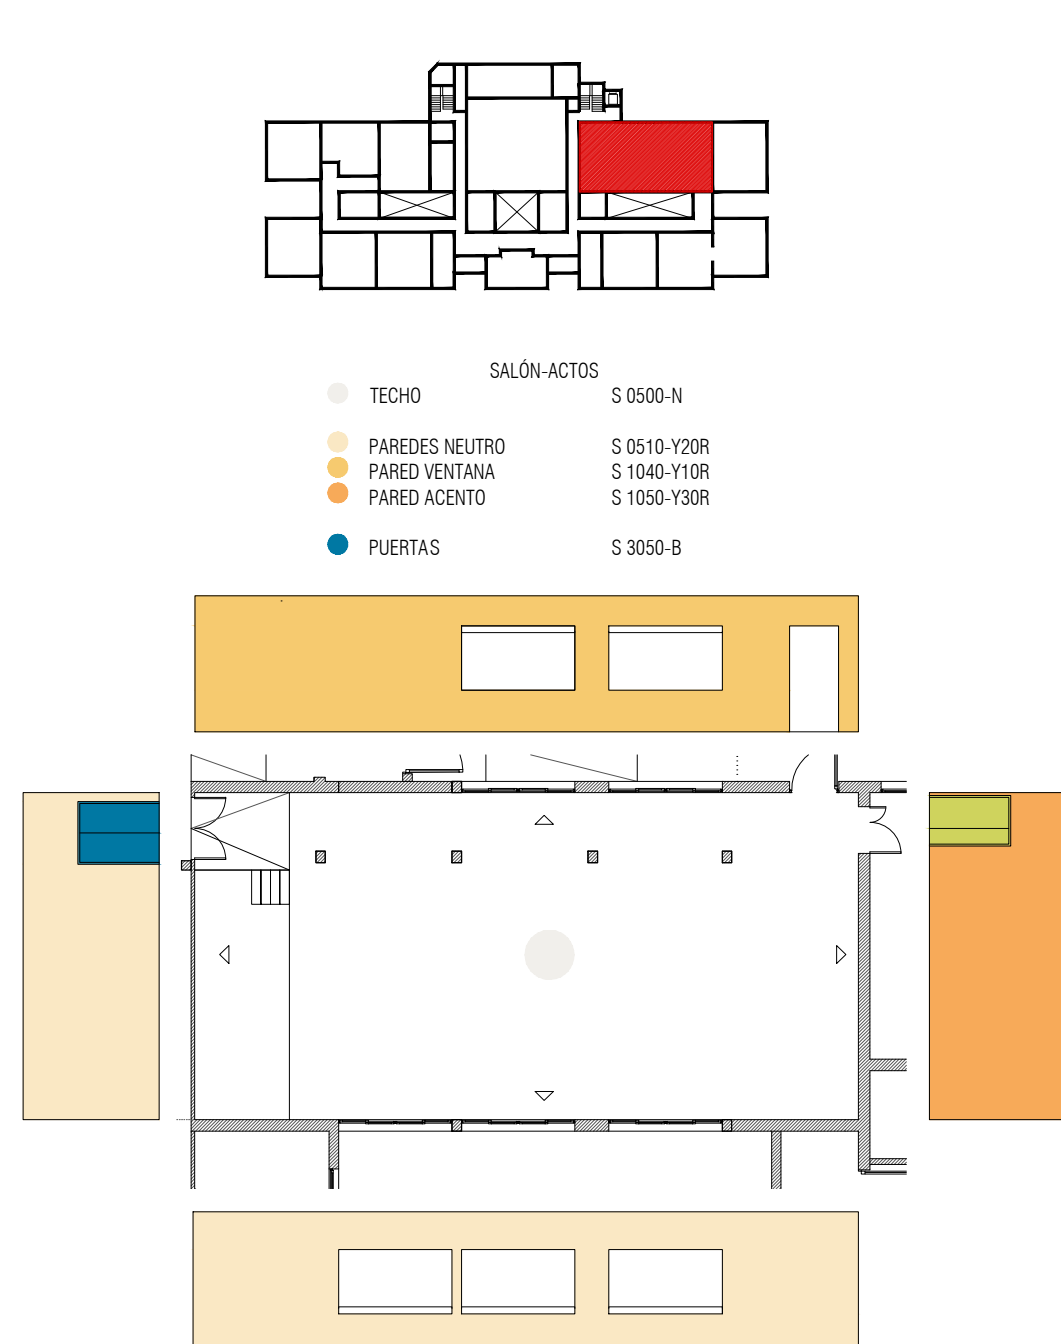 SALÓN-ACTOS
TECHO S 0500-N
PAREDES NEUTRO S 0510-Y20R
PARED VENTANA S 1040-Y10R
PARED ACENTO S 1050-Y30R
PUERTAS S 3050-B